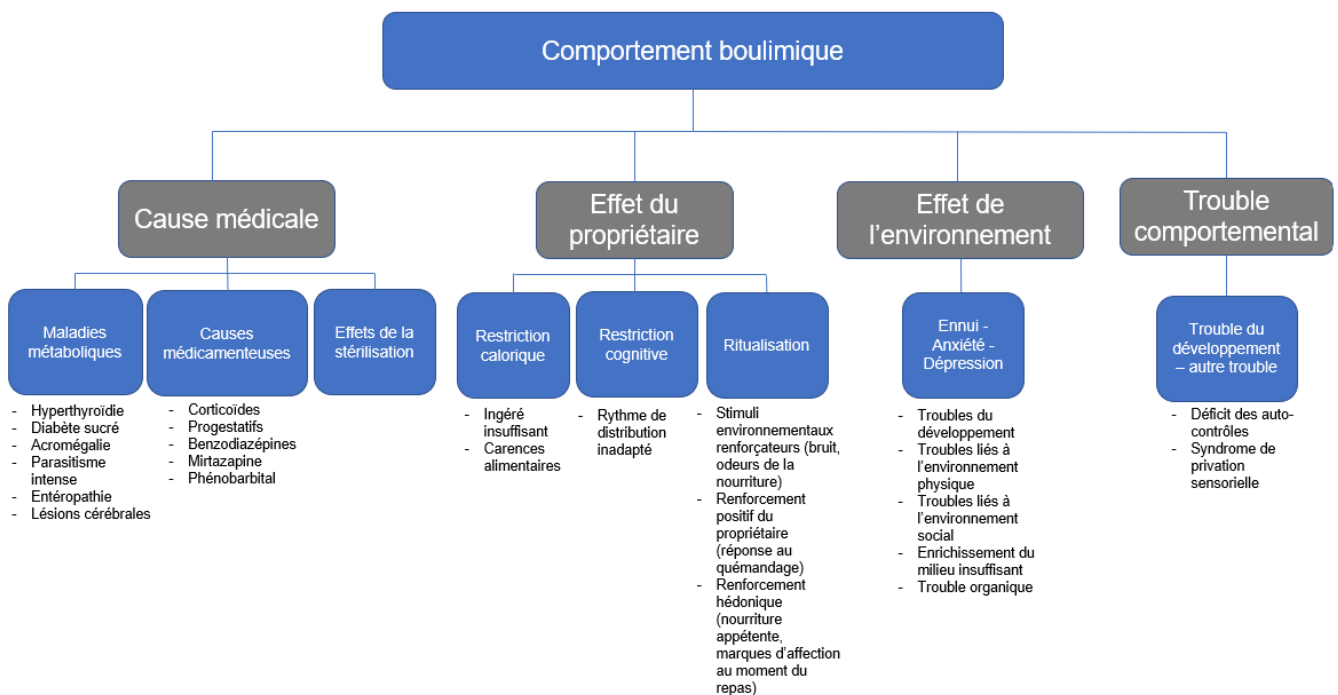 Comportement boulimique
Cause médicale
Effet du
propriétaire
Effet de
l'environnement
Trouble
comportemental
Maladies
métaboliques
Causes
médicamenteuses
Effets de la
stérilisation
Restriction
calorique
Restriction
cognitive
Ritualisation
Ennui -
Anxiété -
Dépression
Trouble du
développement
– autre trouble
- Hyperthyroïdie
- Diabète sucré
- Acromégalie
- Parasitisme
intense
- Entéropathie
- Lésions cérébrales
- Corticoïdes
- Progestatifs
- Benzodiazépines
- Mirtazapine
- Phénobarbital
- Ingéré
insuffisant
- Carences
alimentaires
- Rythme de
distribution
inadapté
- Stimuli
environnementaux
renforçateurs (bruit,
odeurs de la
nourriture)
- Renforcement
positif du
propriétaire
(réponse au
quémandage)
- Renforcement
hédonique
(nourriture
appétente,
marques d'affection
au moment du
repas)
- Troubles du
développement
- Troubles liés à
l'environnement
physique
- Troubles liés à
l'environnement
social
- Enrichissement du
milieu insuffisant
- Trouble organique
- Déficit des auto-
contrôles
- Syndrome de
privation
sensorielle